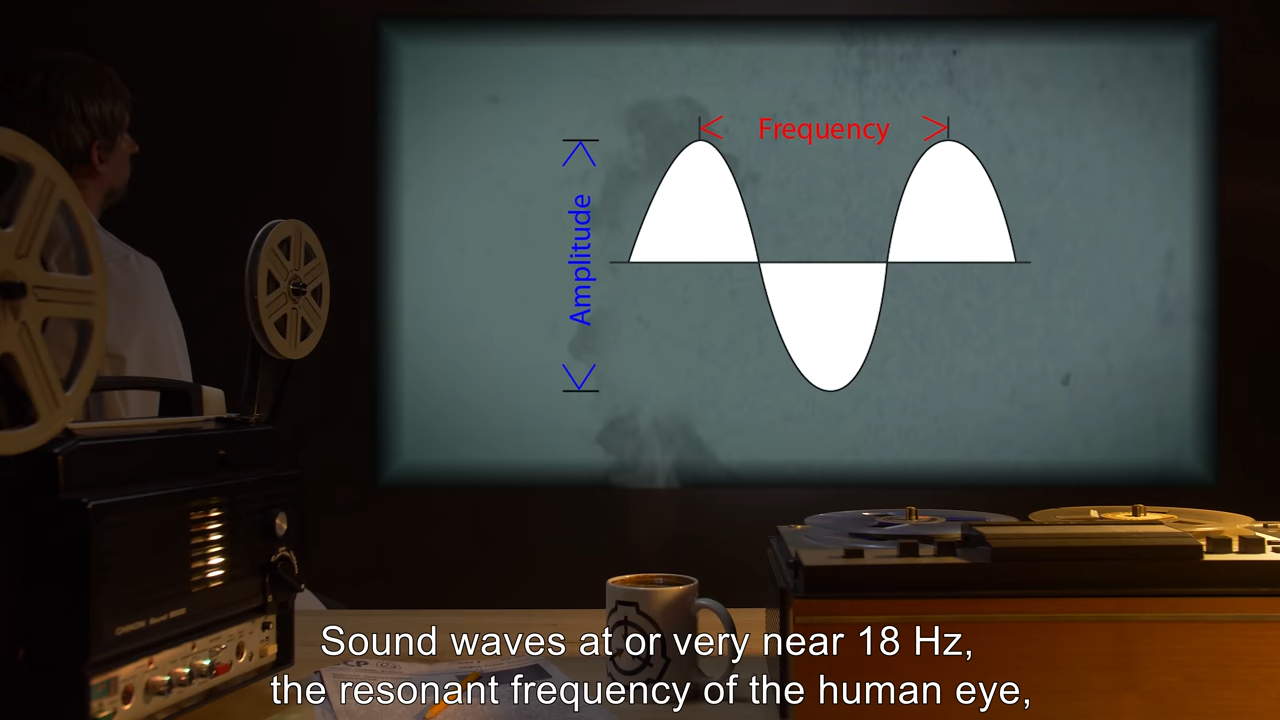 Frequency
Amplitude
Sound waves at or very near 18 Hz,
the resonant frequency of the human eye,